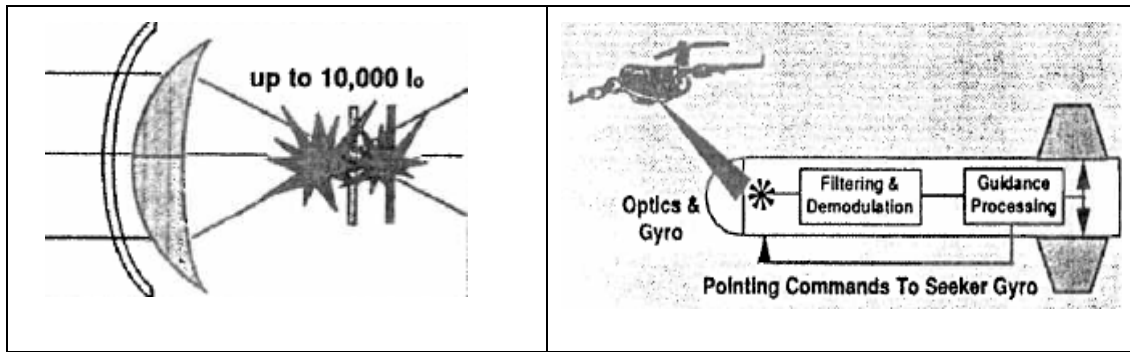 up to 10,000 Iₒ
Optics &
Gyro
Filtering &
Demodulation
Guidance
Processing
Pointing Commands To Seeker Gyro